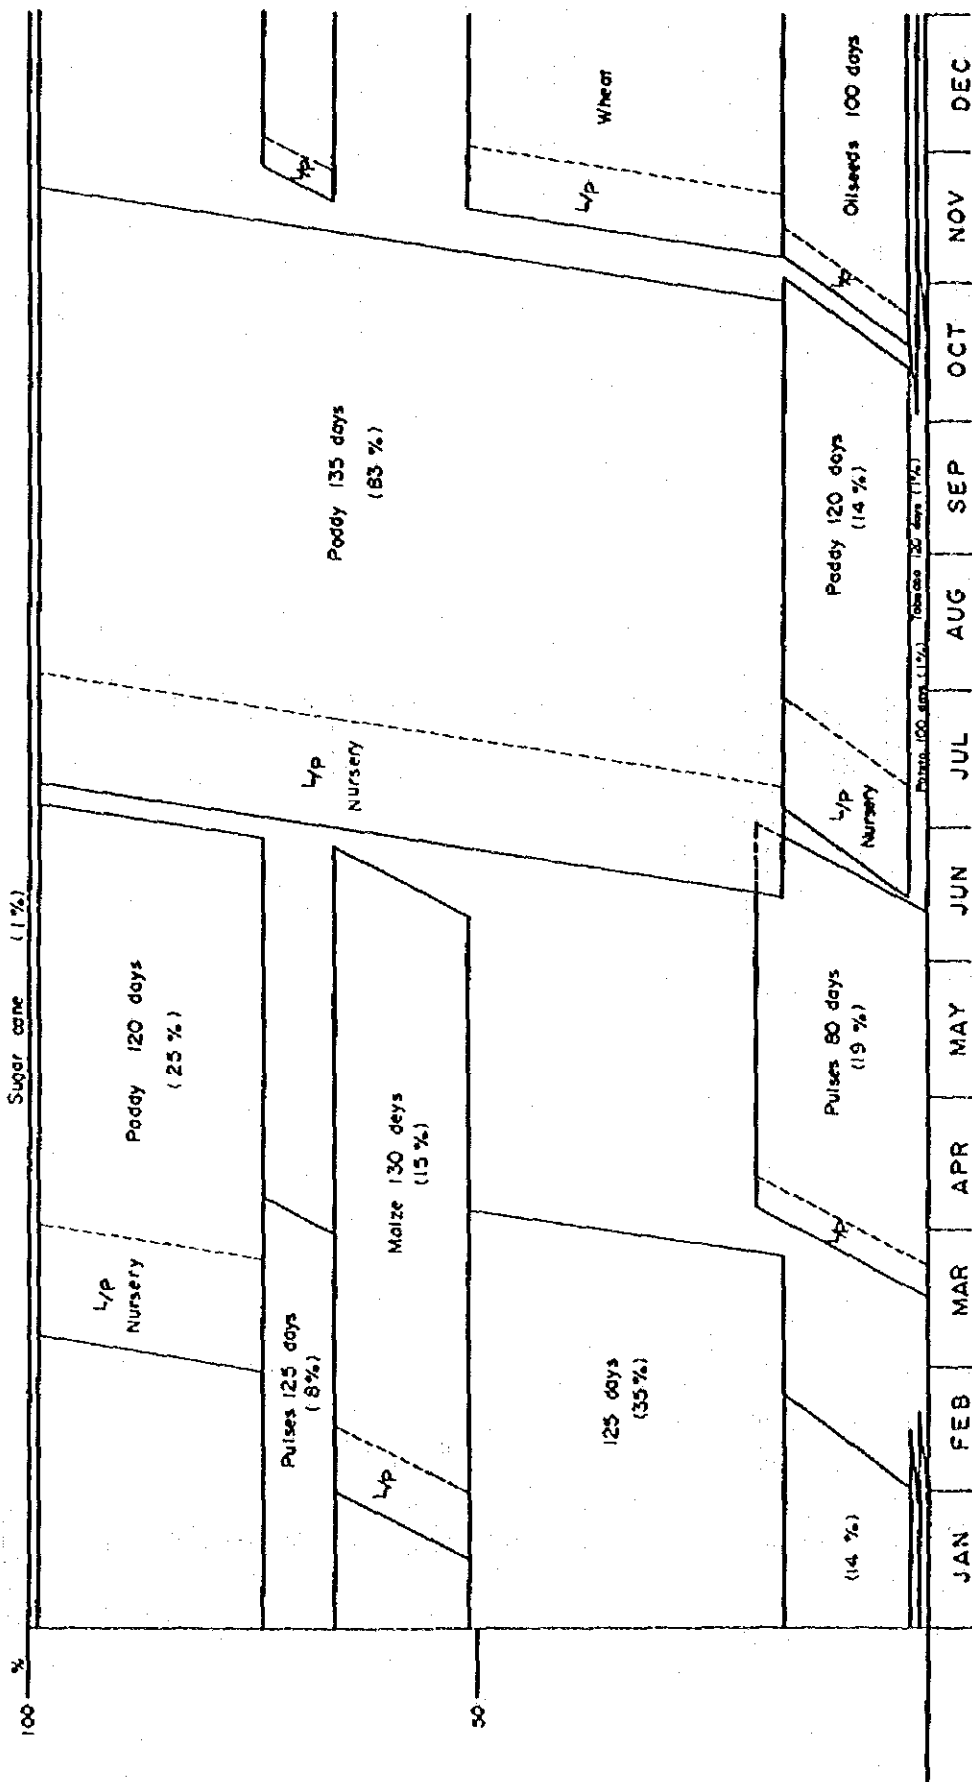 Sugar cane (1%)
%
100
50
Paddy 120 days
(25 %)
L/P
Nursery
Pulses 125 days
(8%)
Maize 130 deys
(15 %)
L/P
125 days
(35%)
(14 %)
Pulses 80 days
(19 %)
L/P
L/P
Nursery
Paddy 135 days
(83 %)
L/P
Nursery
Paddy 120 days
(14 %)
Potato 100 days (1%)
Tobacco 120 days (1%)
L/P
L/P
Wheat
L/P
Oilseeds 100 days
JAN
FEB
MAR
APR
MAY
JUN
JUL
AUG
SEP
OCT
NOV
DEC